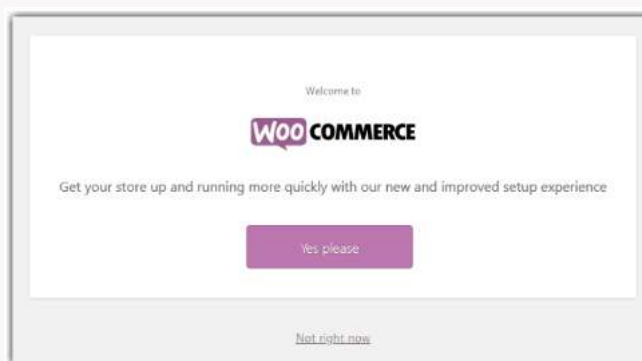 Welcome to
WOO COMMERCE
Get your store up and running more quickly with our new and improved setup experience
Yes please
Not right now